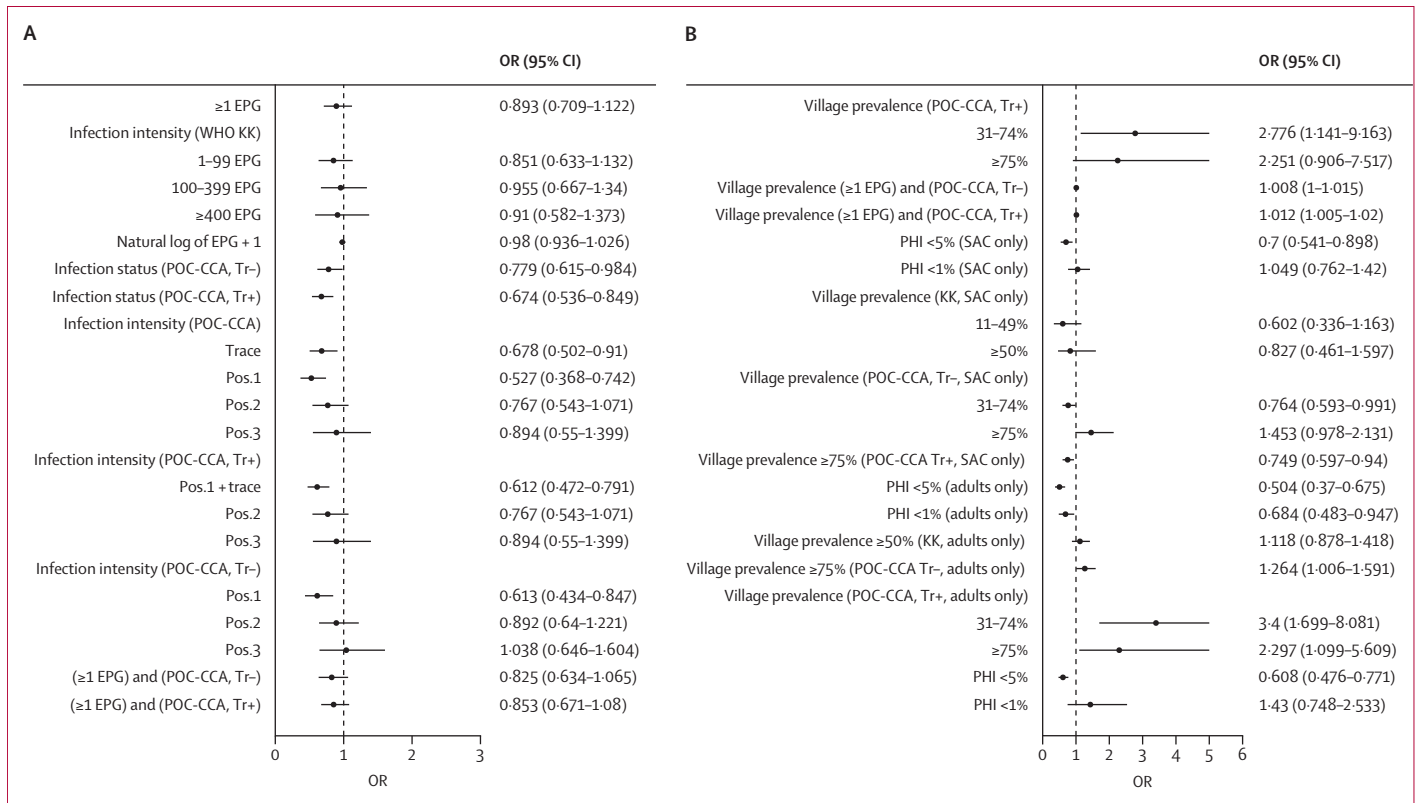 A
OR (95% CI)
≥1 EPG 0·893 (0·709–1·122)
Infection intensity (WHO KK)
1–99 EPG 0·851 (0·633–1·132)
100–399 EPG 0·955 (0·667–1·34)
≥400 EPG 0·91 (0·582–1·373)
Natural log of EPG + 1 0·98 (0·936–1·026)
Infection status (POC-CCA, Tr−) 0·779 (0·615–0·984)
Infection status (POC-CCA, Tr+) 0·674 (0·536–0·849)
Infection intensity (POC-CCA)
Trace 0·678 (0·502–0·91)
Pos.1 0·527 (0·368–0·742)
Pos.2 0·767 (0·543–1·071)
Pos.3 0·894 (0·55–1·399)
Infection intensity (POC-CCA, Tr+)
Pos.1 + trace 0·612 (0·472–0·791)
Pos.2 0·767 (0·543–1·071)
Pos.3 0·894 (0·55–1·399)
Infection intensity (POC-CCA, Tr−)
Pos.1 0·613 (0·434–0·847)
Pos.2 0·892 (0·64–1·221)
Pos.3 1·038 (0·646–1·604)
(≥1 EPG) and (POC-CCA, Tr−) 0·825 (0·634–1·065)
(≥1 EPG) and (POC-CCA, Tr+) 0·853 (0·671–1·08)
0 1 2 3
OR
B
OR (95% CI)
Village prevalence (POC-CCA, Tr+)
31–74% 2·776 (1·141–9·163)
≥75% 2·251 (0·906–7·517)
Village prevalence (≥1 EPG) and (POC-CCA, Tr−) 1·008 (1–1·015)
Village prevalence (≥1 EPG) and (POC-CCA, Tr+) 1·012 (1·005–1·02)
PHI <5% (SAC only) 0·7 (0·541–0·898)
PHI <1% (SAC only) 1·049 (0·762–1·42)
Village prevalence (KK, SAC only)
11–49% 0·602 (0·336–1·163)
≥50% 0·827 (0·461–1·597)
Village prevalence (POC-CCA, Tr−, SAC only)
31–74% 0·764 (0·593–0·991)
≥75% 1·453 (0·978–2·131)
Village prevalence ≥75% (POC-CCA Tr+, SAC only) 0·749 (0·597–0·94)
PHI <5% (adults only) 0·504 (0·37–0·675)
PHI <1% (adults only) 0·684 (0·483–0·947)
Village prevalence ≥50% (KK, adults only) 1·118 (0·878–1·418)
Village prevalence ≥75% (POC-CCA Tr−, adults only) 1·264 (1·006–1·591)
Village prevalence (POC-CCA, Tr+, adults only)
31–74% 3·4 (1·699–8·081)
≥75% 2·297 (1·099–5·609)
PHI <5% 0·608 (0·476–0·771)
PHI <1% 1·43 (0·748–2·533)
0 1 2 3 4 5 6
OR